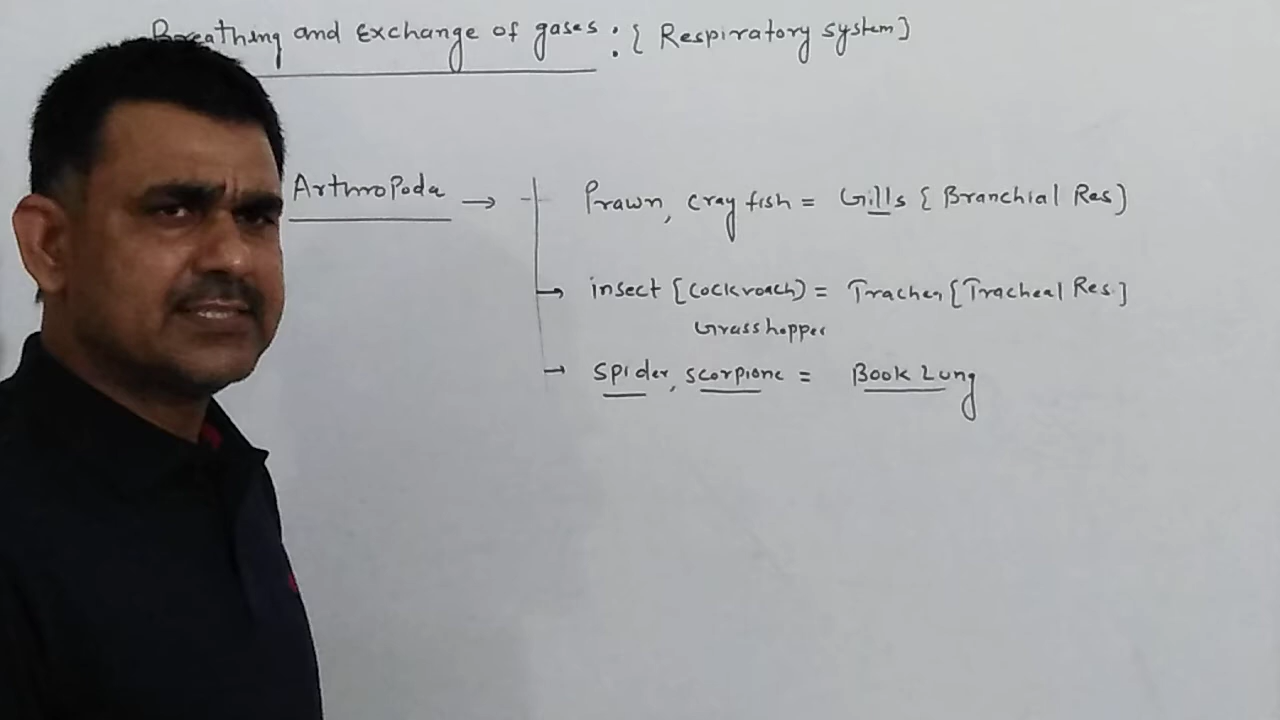 Breathing and Exchange of gases : { Respiratory system }
Arthropoda → Prawn, Cray fish = Gills { Branchial Res }
→ insect [Cockroach) = Trachea [Tracheal Res.]
Grasshopper
→ Spider, Scorpione = Book Lung